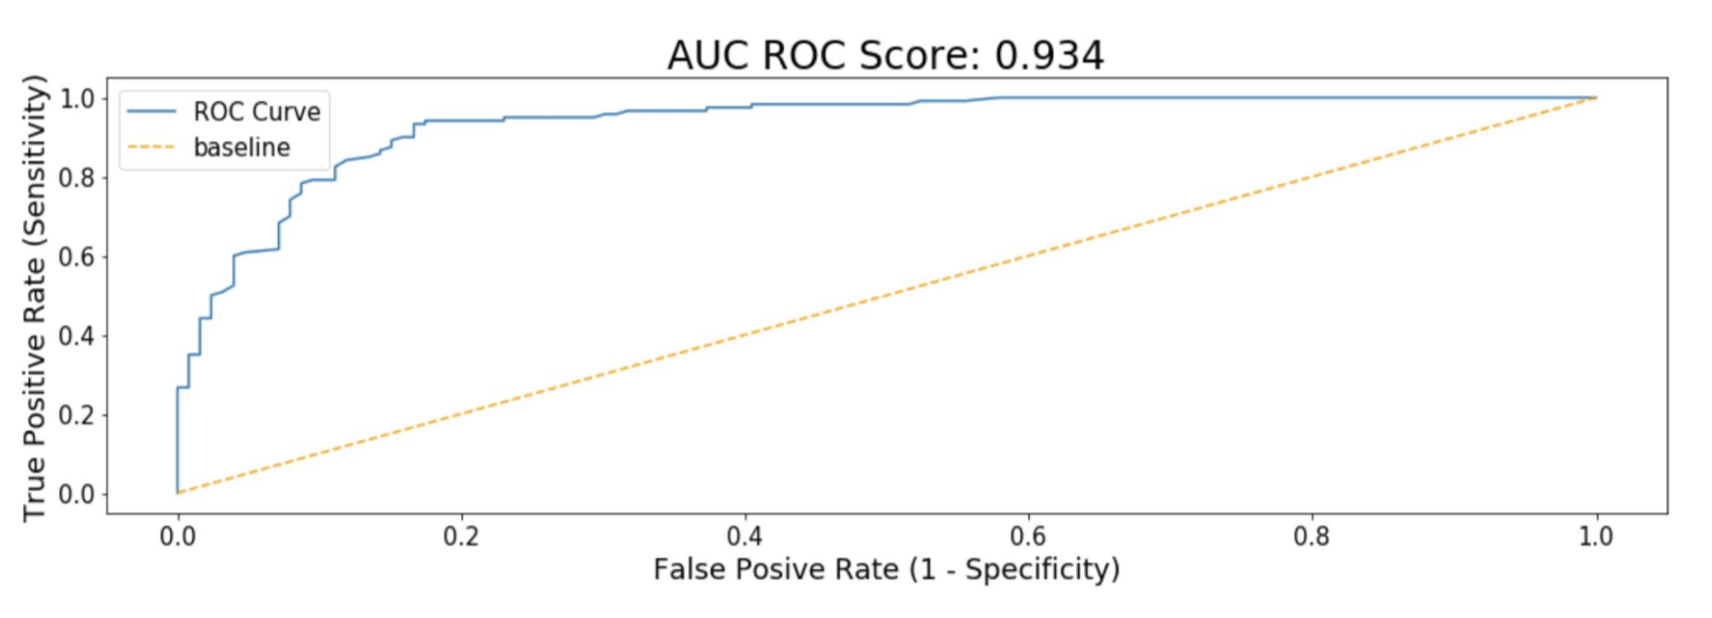 AUC ROC Score: 0.934
ROC Curve
baseline
True Positive Rate (Sensitivity)
1.0
0.8
0.6
0.4
0.2
0.0
0.0 0.2 0.4 0.6 0.8 1.0
False Posive Rate (1 - Specificity)